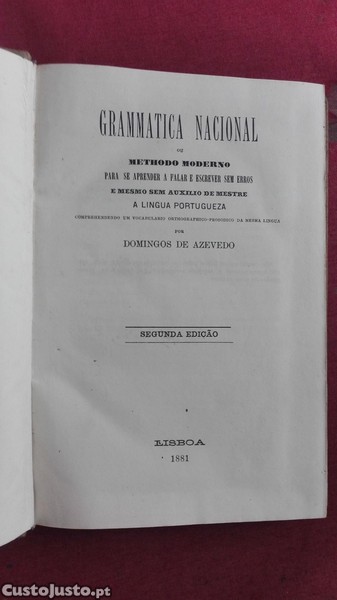 GRAMMATICA NACIONAL
OU
METHODO MODERNO
PARA SE APRENDER A FALAR E ESCREVER SEM ERROS
E MESMO SEM AUXILIO DE MESTRE
A LINGUA PORTUGUEZA
COMPREHENDENDO UM VOCABULARIO ORTHOGRAPHICO-PROSODICO DA MESMA LINGUA
POR
DOMINGOS DE AZEVEDO
SEGUNDA EDIÇÃO
LISBOA
1881
CustoJusto.pt